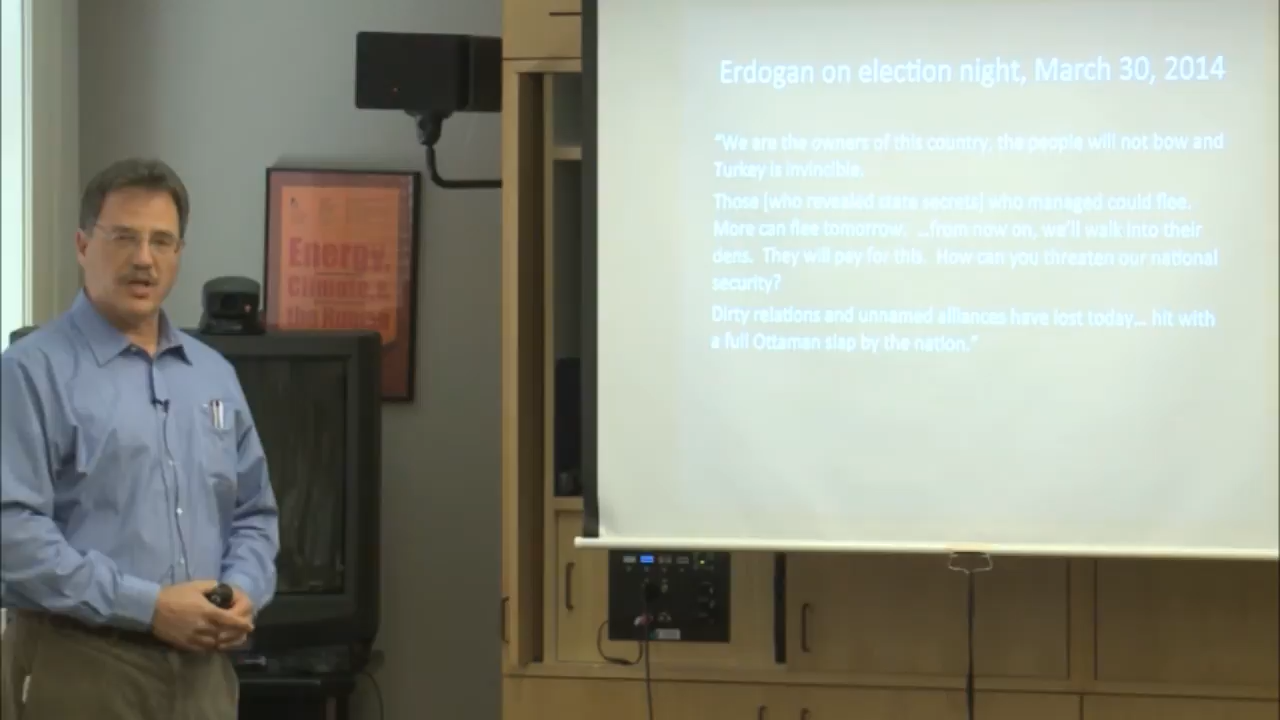 Erdogan on election night, March 30, 2014
"We are the owners of this country, the people will not bow and
Turkey is invincible.
Those [who revealed state secrets] who managed could flee.
More can flee tomorrow. ...from now on, we'll walk into their
dens. They will pay for this. How can you threaten our national
security?
Dirty relations and unnamed alliances have lost today... hit with
a full Ottaman slap by the nation."
Energy,
Climate &
the Human